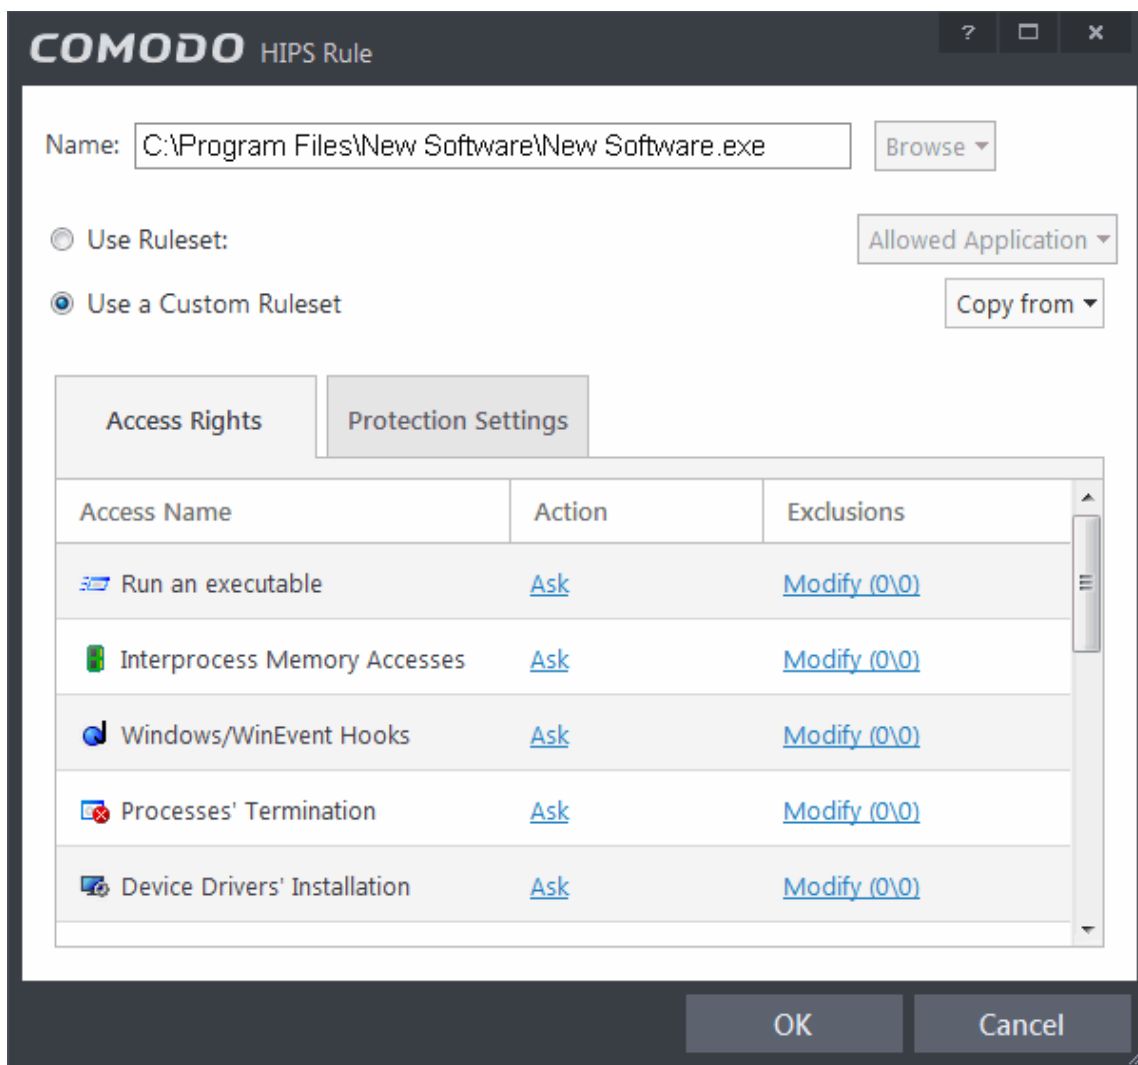 COMODO HIPS Rule ? x
Name: C:\Program Files\New Software\New Software.exe Browse
Use Ruleset: Allowed Application
Use a Custom Ruleset Copy from
Access Rights Protection Settings
Access Name Action Exclusions
Run an executable Ask Modify (0\0)
Interprocess Memory Accesses Ask Modify (0\0)
Windows/WinEvent Hooks Ask Modify (0\0)
Processes' Termination Ask Modify (0\0)
Device Drivers' Installation Ask Modify (0\0)
OK Cancel